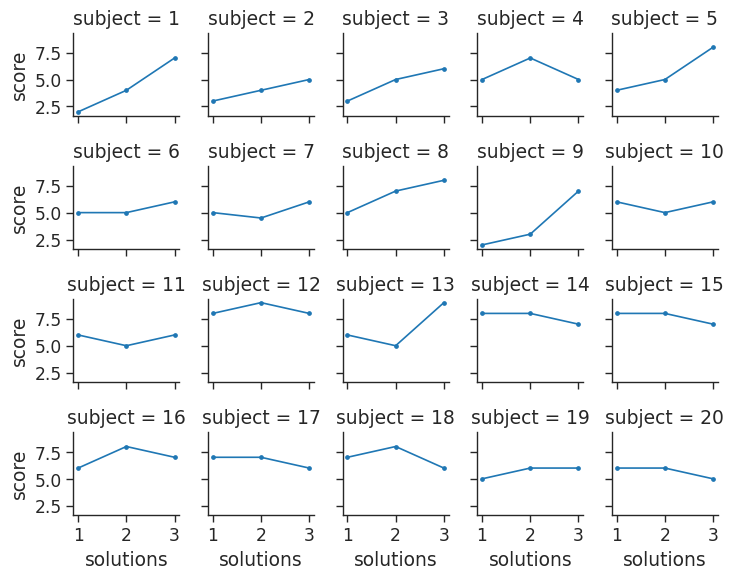 subject = 1 subject = 2 subject = 3 subject = 4 subject = 5
7.5
5.0
2.5
score
subject = 6 subject = 7 subject = 8 subject = 9 subject = 10
7.5
5.0
2.5
score
subject = 11 subject = 12 subject = 13 subject = 14 subject = 15
7.5
5.0
2.5
score
subject = 16 subject = 17 subject = 18 subject = 19 subject = 20
7.5
5.0
2.5
score
1 2 3 1 2 3 1 2 3 1 2 3 1 2 3
solutions solutions solutions solutions solutions